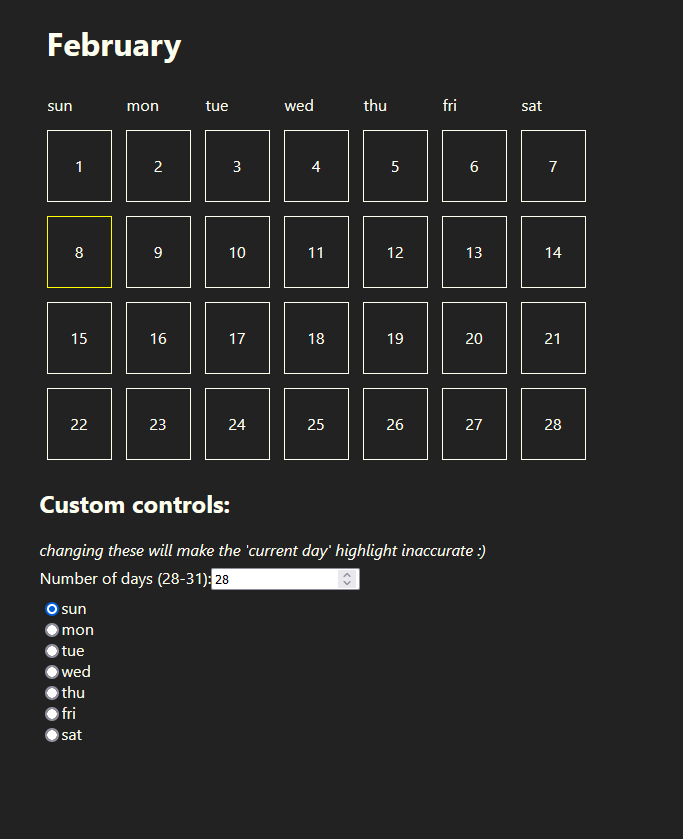 February
sun mon tue wed thu fri sat
1 2 3 4 5 6 7
8 9 10 11 12 13 14
15 16 17 18 19 20 21
22 23 24 25 26 27 28
Custom controls:
changing these will make the 'current day' highlight inaccurate :)
Number of days (28-31): 28
sun
mon
tue
wed
thu
fri
sat